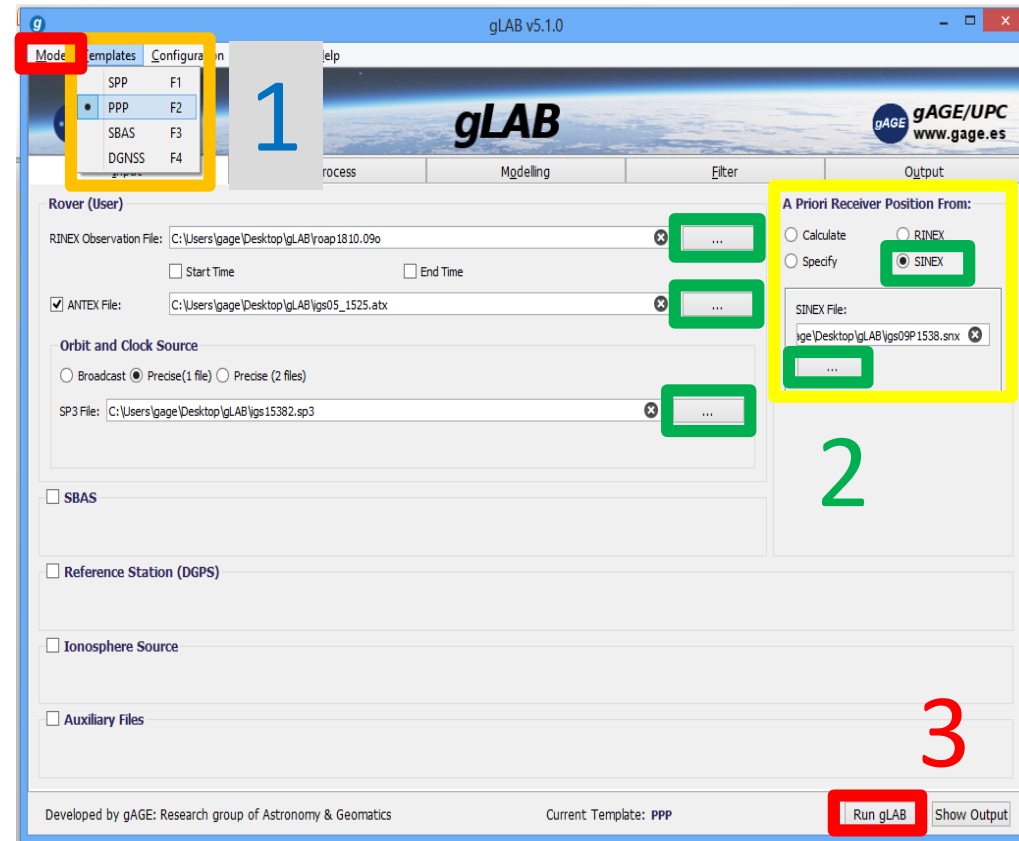 gLAB v5.1.0
Templates Configuration
SPP F1
PPP F2
SBAS F3
DGNSS F4
1
gLAB
gAGE gAGE/UPC
www.gage.es
Modelling Filter Output
Rover (User)
RINEX Observation File: C:\Users\gage\Desktop\gLAB\roap1810.09o ...
Start Time End Time
ANTEX File: C:\Users\gage\Desktop\gLAB\igs05_1525.atx ...
Orbit and Clock Source
Broadcast Precise(1 file) Precise (2 files)
SP3 File: C:\Users\gage\Desktop\gLAB\igs15382.sp3 ...
A Priori Receiver Position From:
Calculate RINEX
Specify SINEX
SINEX File:
age\Desktop\gLAB\igs09P1538.snx
...
2
SBAS
Reference Station (DGPS)
Ionosphere Source
Auxiliary Files
3
Developed by gAGE: Research group of Astronomy & Geomatics Current Template: PPP Run gLAB Show Output